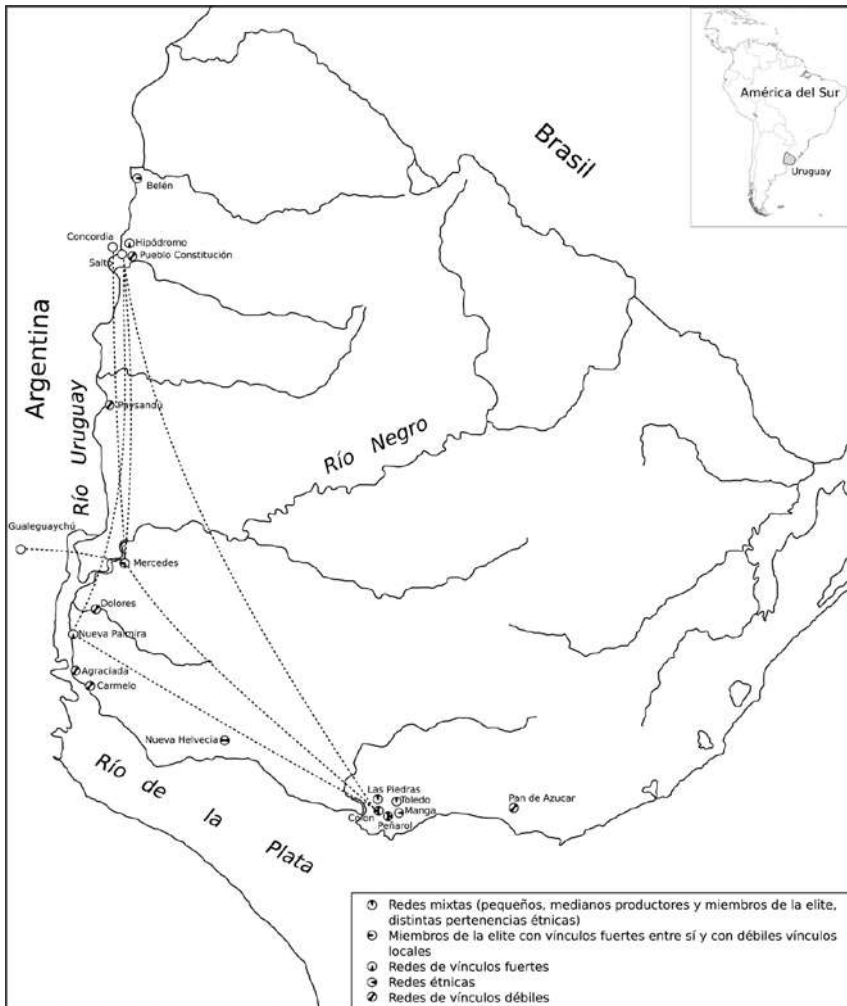 América del Sur
Uruguay
Brasil
Belén
Concordia
Hipódromo
Salto
Pueblo Constitución
Argentina
Río Uruguay
Paysandú
Río Negro
Gualeguaychú
Mercedes
Dolores
Nueva Palmira
Agraciada
Carmelo
Nueva Helvecia
Río de la Plata
Las Piedras
Toledo
Colón
Manga
Peñarol
Pan de Azucar
Redes mixtas (pequeños, medianos productores y miembros de la elite,
distintas pertenencias étnicas)
Miembros de la elite con vínculos fuertes entre sí y con débiles vínculos
locales
Redes de vínculos fuertes
Redes étnicas
Redes de vínculos débiles